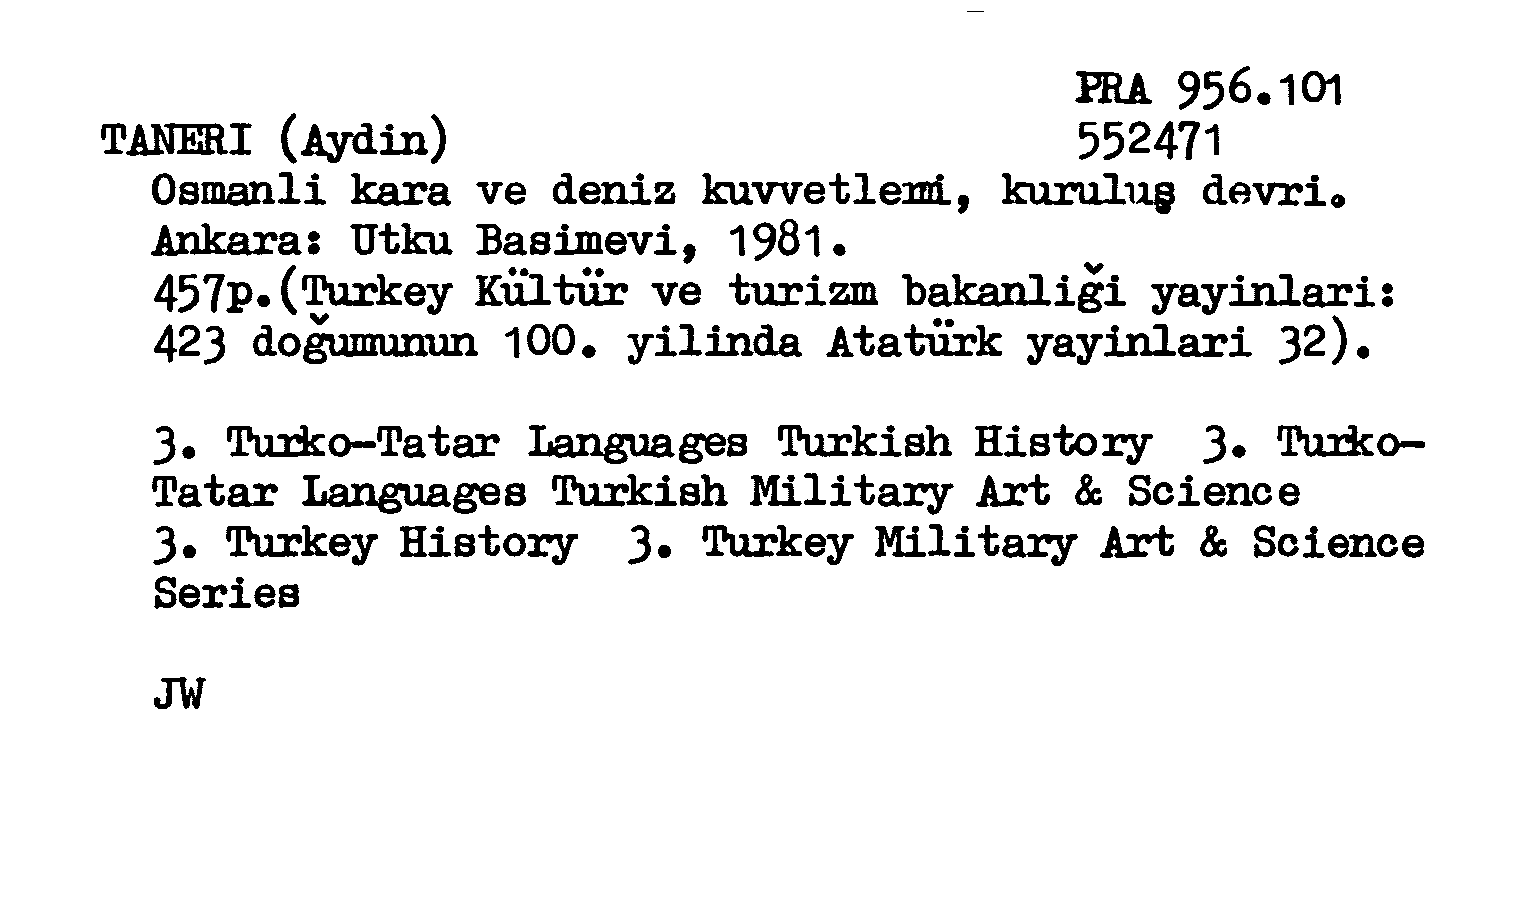 PRA 956.101
TANERI (Aydin) 552471
Osmanli kara ve deniz kuvvetlemi, kuruluş devri.
Ankara: Utku Basimevi, 1981.
457p.(Turkey Kültür ve turizm bakanliği yayinlari:
423 doğumunun 100. yilinda Atatürk yayinlari 32).
3. Turko-Tatar Languages Turkish History 3. Turko-
Tatar Languages Turkish Military Art & Science
3. Turkey History 3. Turkey Military Art & Science
Series
JW